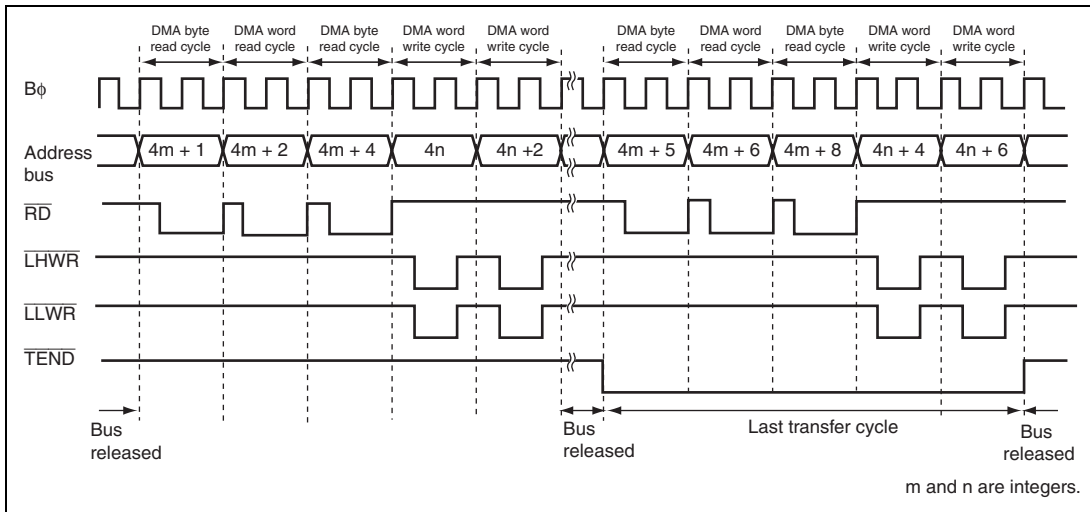 DMA byte read cycle
DMA word read cycle
DMA byte read cycle
DMA word write cycle
DMA word write cycle
DMA byte read cycle
DMA word read cycle
DMA byte read cycle
DMA word write cycle
DMA word write cycle
Bϕ
Address bus
4m + 1
4m + 2
4m + 4
4n
4n +2
4m + 5
4m + 6
4m + 8
4n + 4
4n + 6
RD
LHWR
LLWR
TEND
Bus released
Bus released
Last transfer cycle
Bus released
m and n are integers.